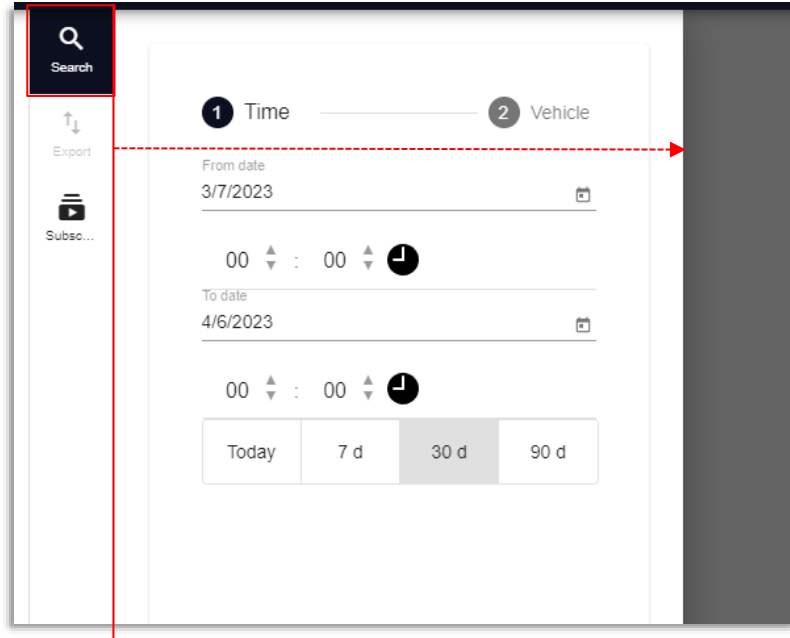 Search
Export
Subsc...
1 Time
2 Vehicle
From date
3/7/2023
00 : 00
To date
4/6/2023
00 : 00
Today 7 d 30 d 90 d